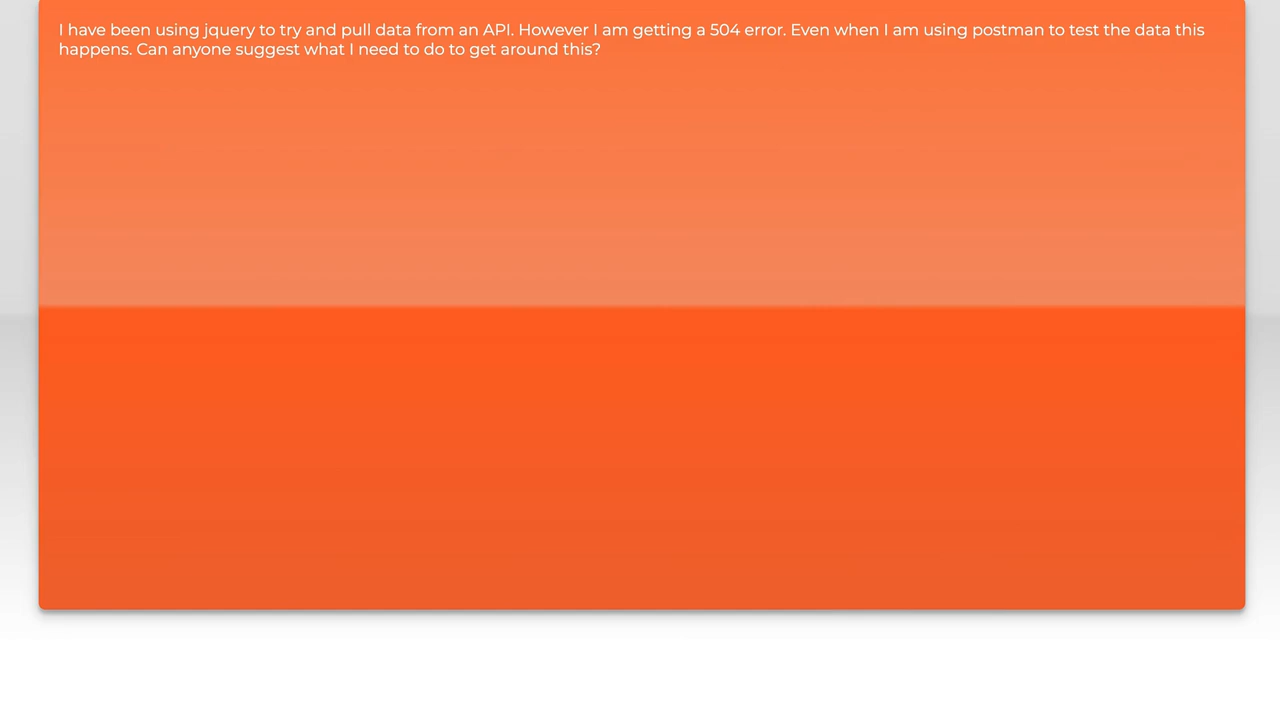 I have been using jquery to try and pull data from an API. However I am getting a 504 error. Even when I am using postman to test the data this
happens. Can anyone suggest what I need to do to get around this?